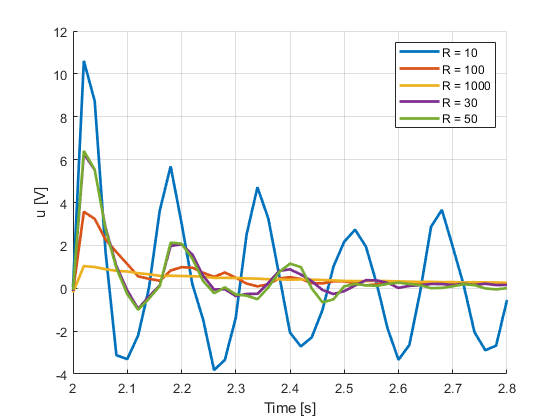 12
10
8
6
4
2
0
-2
-4
u [V]
R = 10
R = 100
R = 1000
R = 30
R = 50
2
2.1
2.2
2.3
2.4
2.5
2.6
2.7
2.8
Time [s]